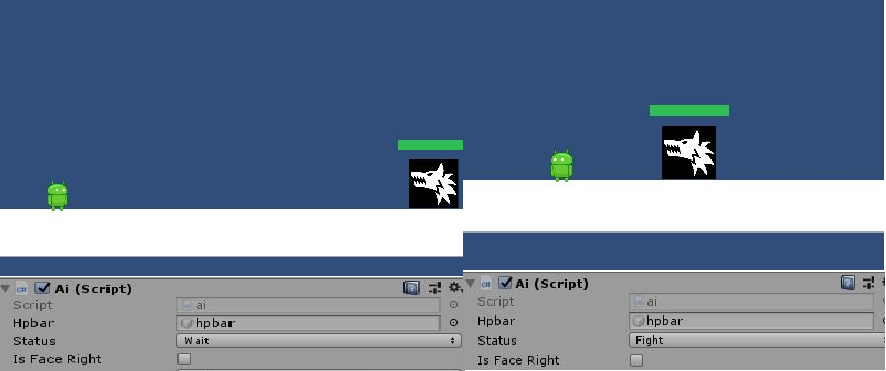 Ai (Script)
Script
ai
Hpbar
hpbar
Status
Wait
Is Face Right
Ai (Script)
Script
ai
Hpbar
hpbar
Status
Fight
Is Face Right